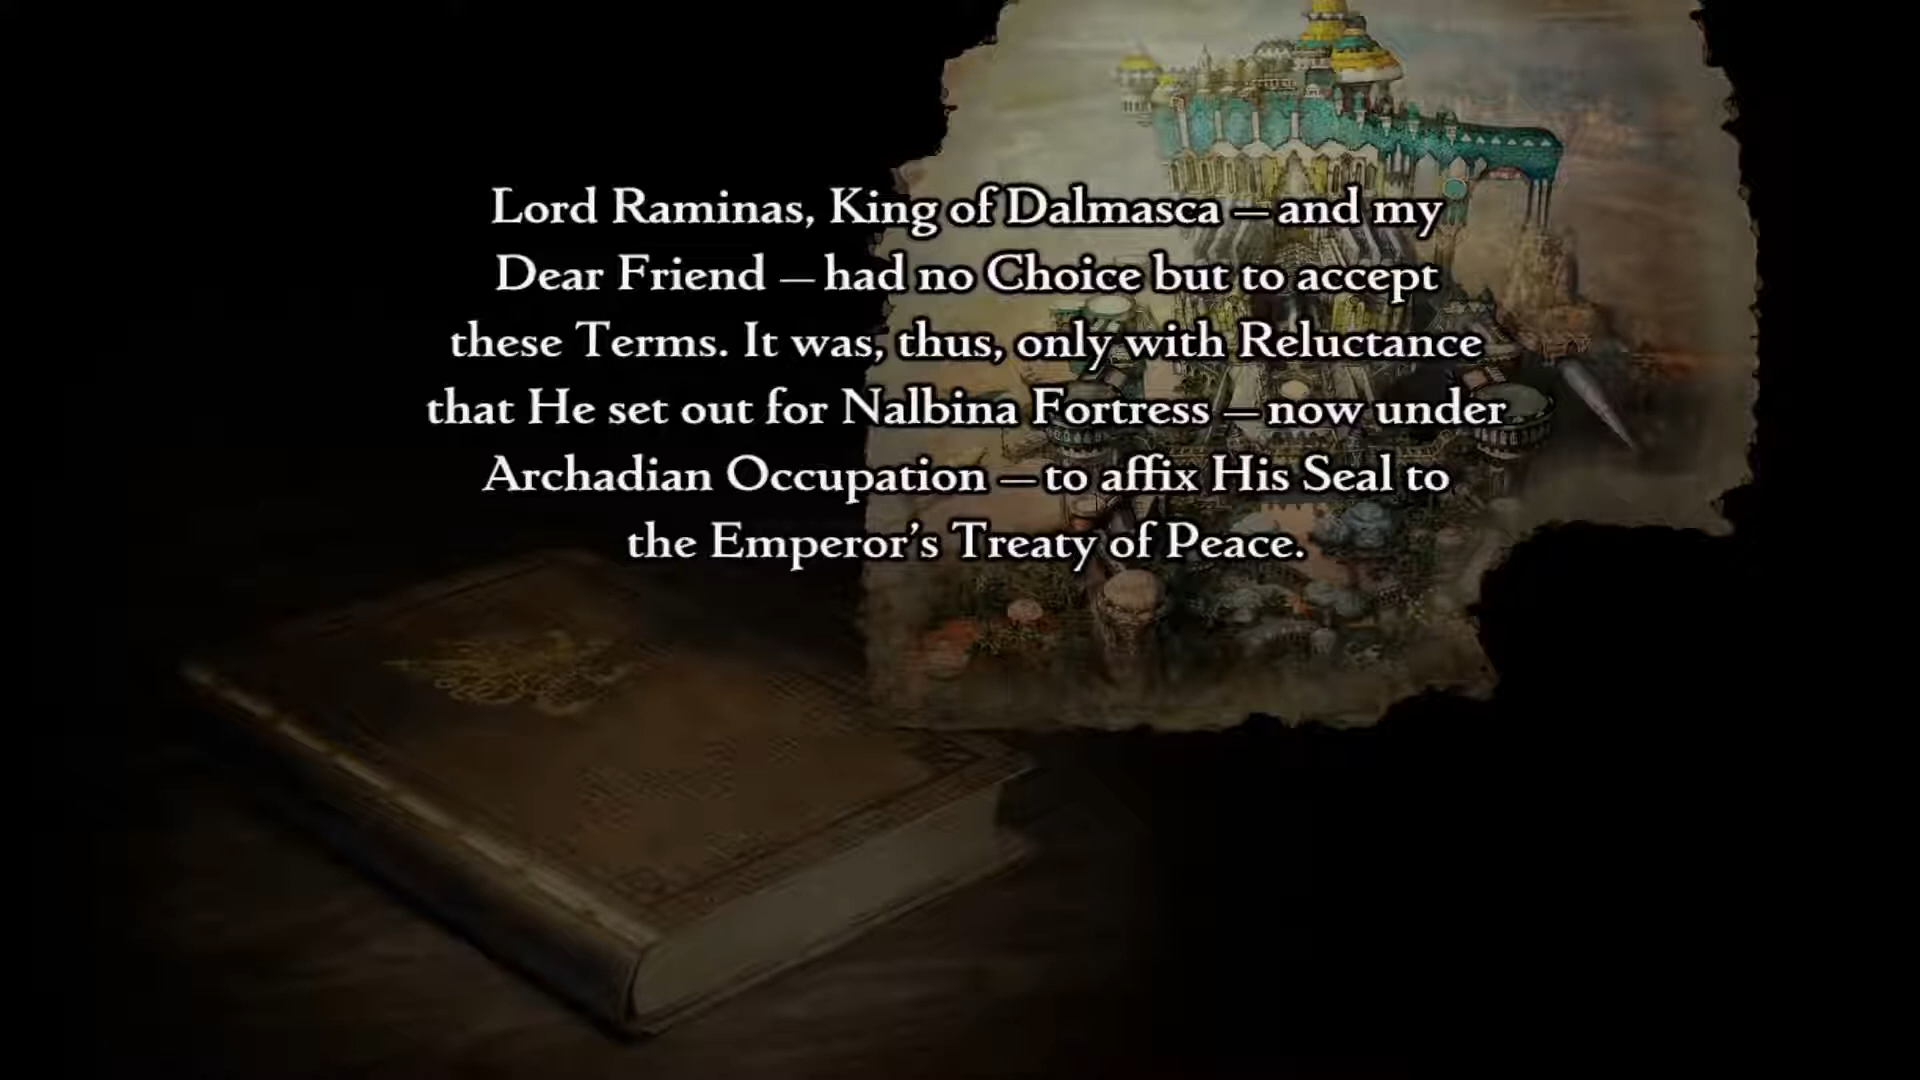 Lord Raminas, King of Dalmasca — and my
Dear Friend — had no Choice but to accept
these Terms. It was, thus, only with Reluctance
that He set out for Nalbina Fortress — now under
Archadian Occupation — to affix His Seal to
the Emperor’s Treaty of Peace.